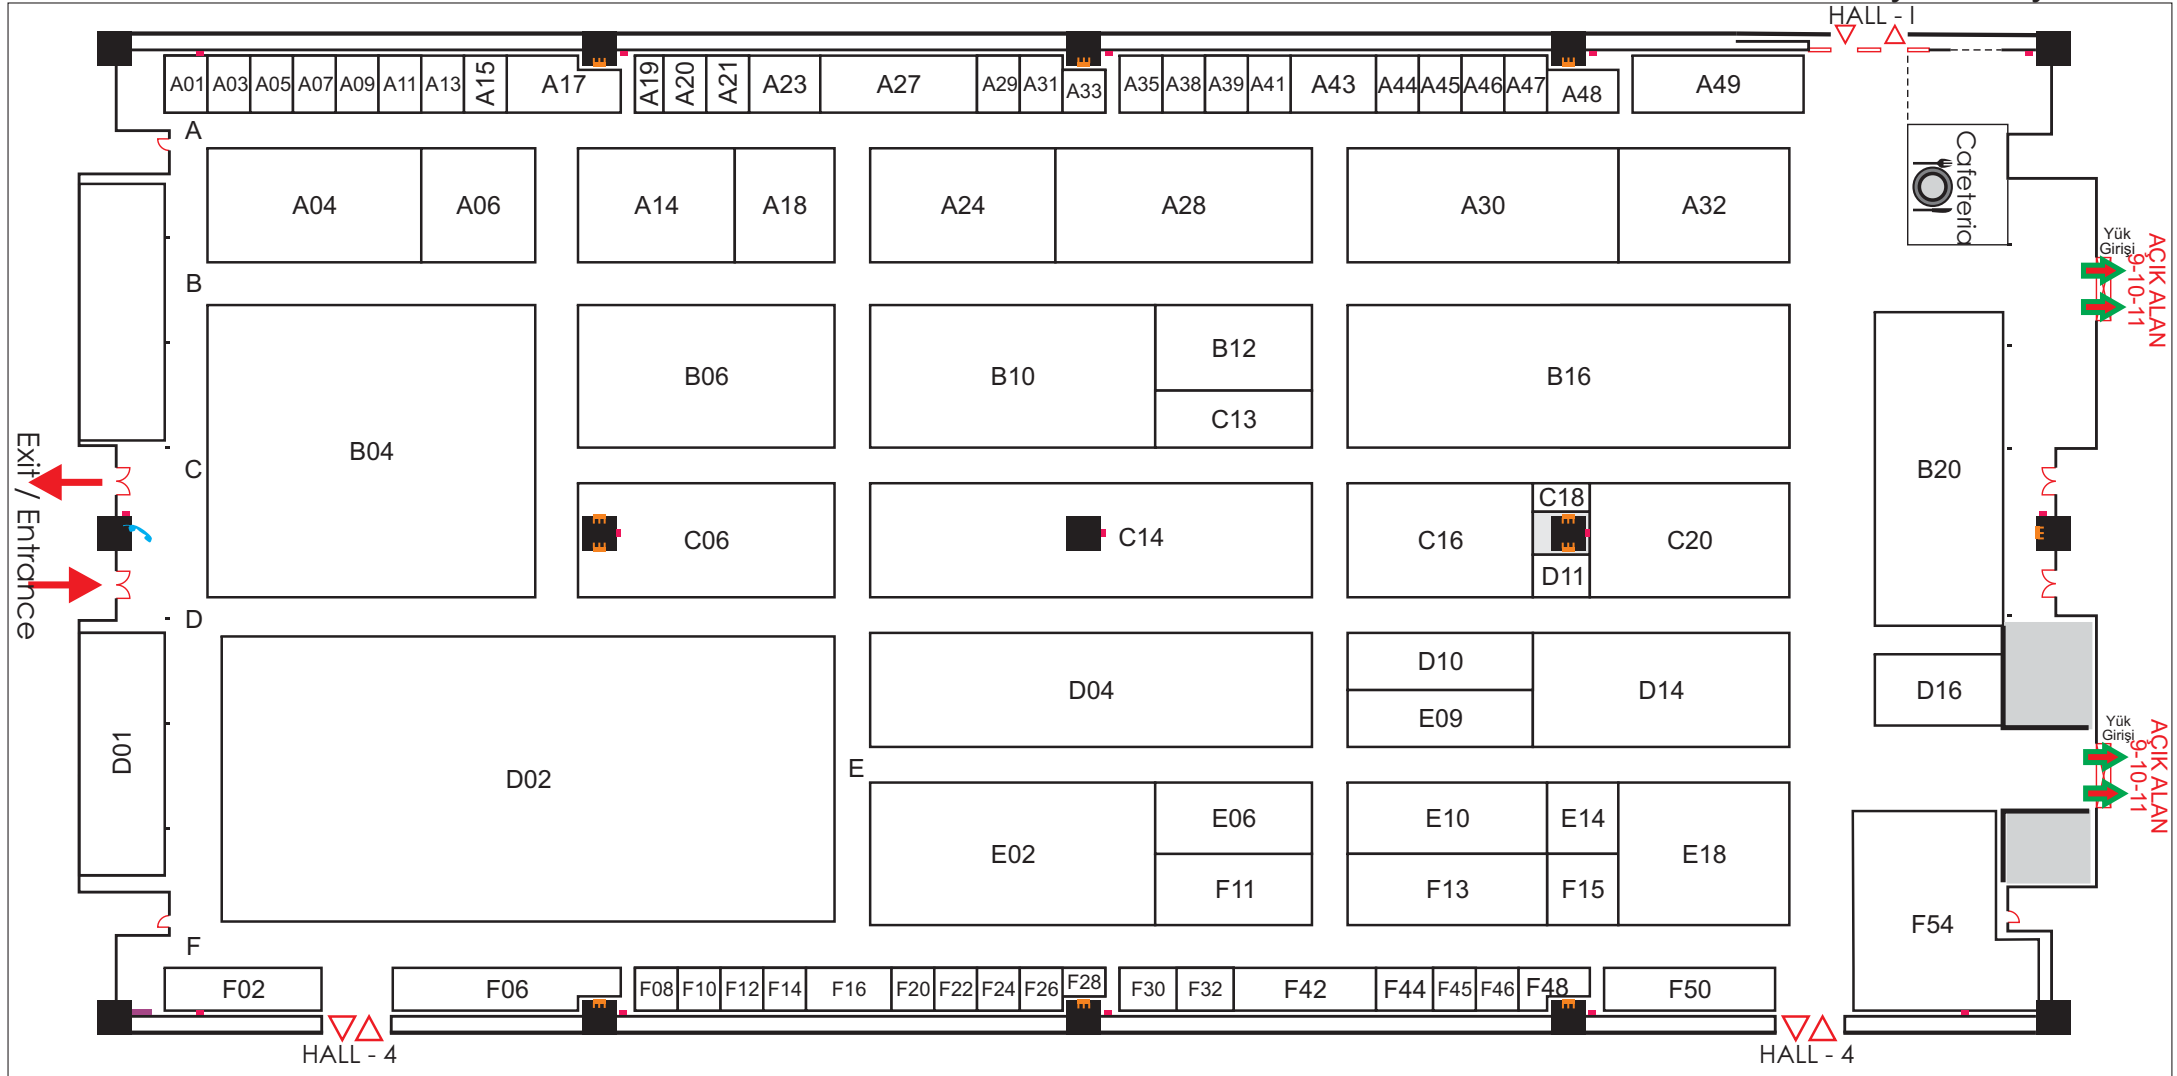 HALL - I
A01 A03 A05 A07 A09 A11 A13 A15 A17 A19 A20 A21 A23 A27 A29 A31 A33 A35 A38 A39 A41 A43 A44 A45 A46 A47 A48 A49
A
Cafeteria
A04 A06 A14 A18 A24 A28 A30 A32
Yük
Girişi
AÇIK ALAN
9-10-11
B
B04 B06 B10 B12 C13 B16 B20
C
Exit / Entrance
C06 C14 C16 C18 D11 C20
D
D01 D02 D04 D10 E09 D14 D16
Yük
Girişi
AÇIK ALAN
9-10-11
E
E02 E06 F11 E10 E14 F13 F15 E18 F54
F
F02 F06 F08 F10 F12 F14 F16 F20 F22 F24 F26 F28 F30 F32 F42 F44 F45 F46 F48 F50
HALL - 4
HALL - 4